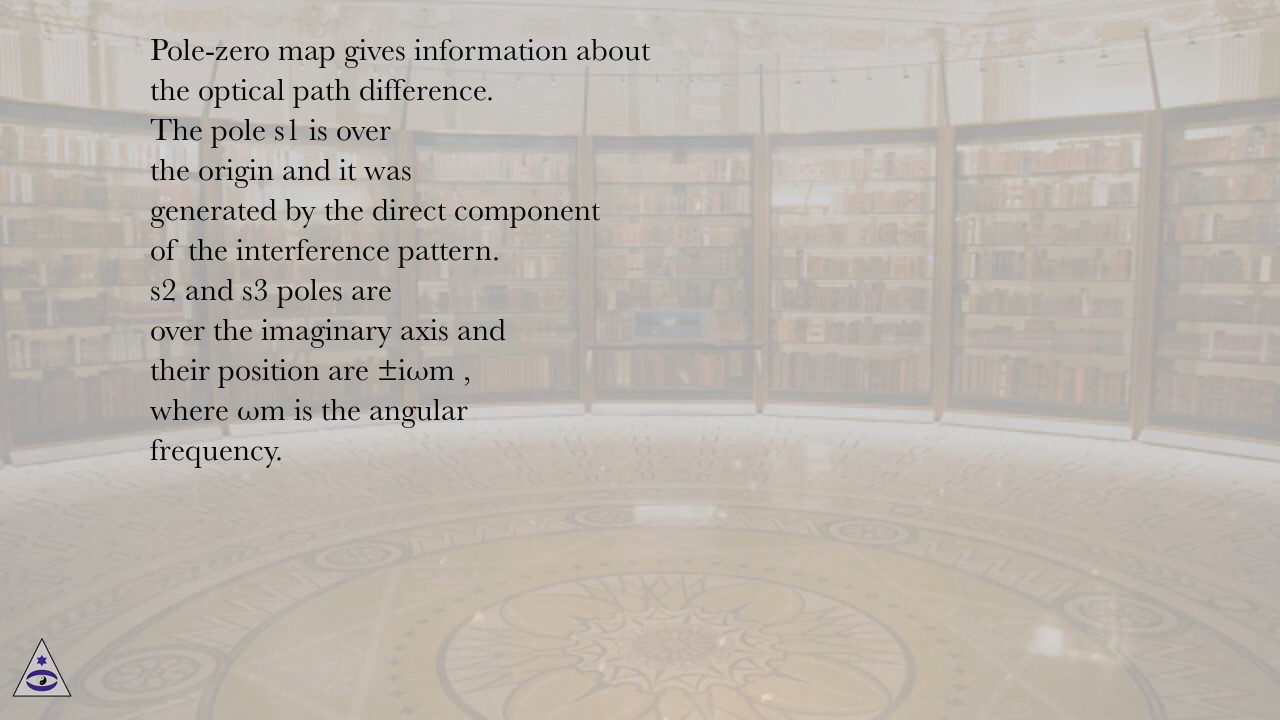 Pole-zero map gives information about
the optical path difference.
The pole s1 is over
the origin and it was
generated by the direct component
of the interference pattern.
s2 and s3 poles are
over the imaginary axis and
their position are ±iωm ,
where ωm is the angular
frequency.